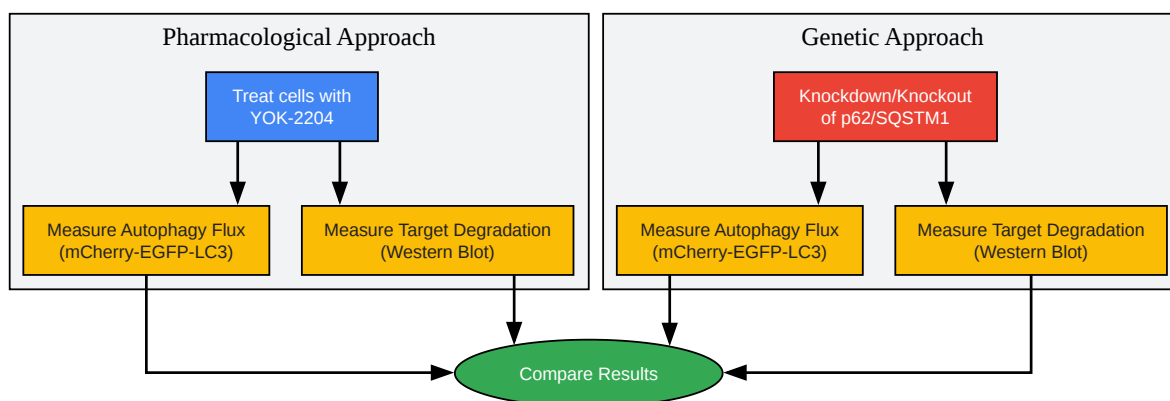 Pharmacological Approach
Treat cells with
YOK-2204
Measure Autophagy Flux
(mCherry-EGFP-LC3)
Measure Target Degradation
(Western Blot)
Genetic Approach
Knockdown/Knockout
of p62/SQSTM1
Measure Autophagy Flux
(mCherry-EGFP-LC3)
Measure Target Degradation
(Western Blot)
Compare Results